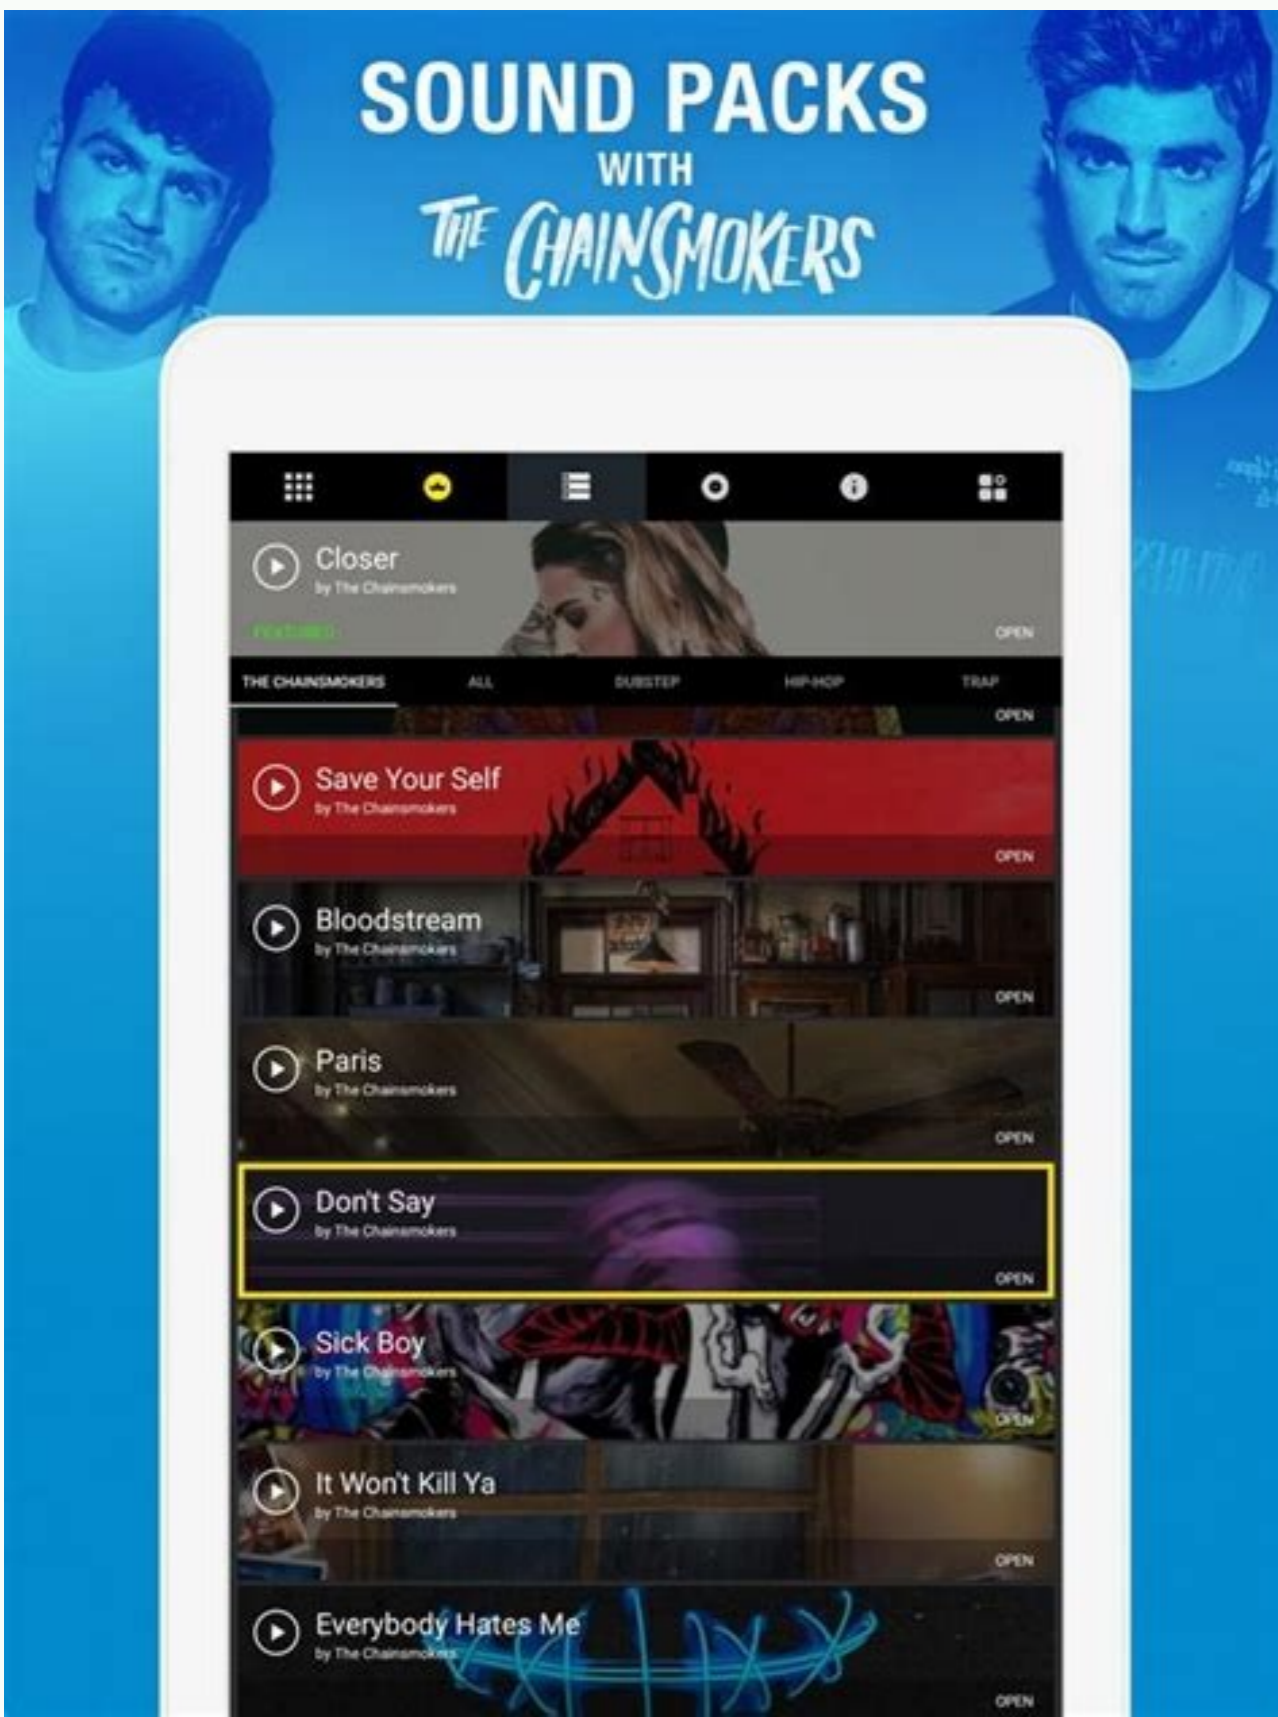 SOUND PACKS
WITH
THE CHAINSMOKERS
Closer
by The Chainsmokers
FEATURED
OPEN
THE CHAINSMOKERS ALL DUBSTEP HIP-HOP TRAP
OPEN
Save Your Self
by The Chainsmokers
OPEN
Bloodstream
by The Chainsmokers
OPEN
Paris
by The Chainsmokers
OPEN
Don't Say
by The Chainsmokers
OPEN
Sick Boy
by The Chainsmokers
OPEN
It Won't Kill Ya
by The Chainsmokers
OPEN
Everybody Hates Me
by The Chainsmokers
OPEN